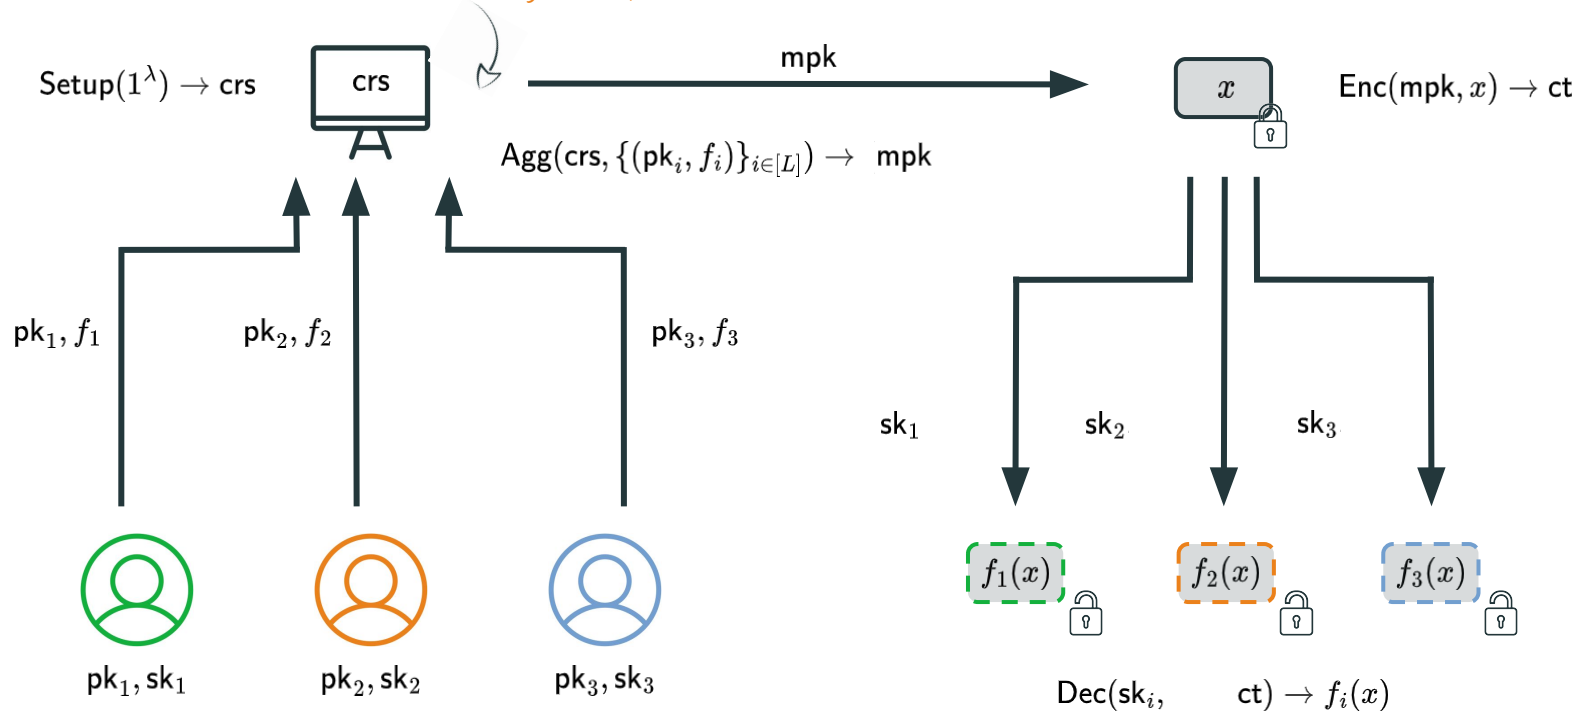 mpk
Setup(1^λ) → crs
crs
x
Enc(mpk, x) → ct
Agg(crs, {(pk_i, f_i)}_{i∈[L]}) → mpk
pk_1, f_1
pk_2, f_2
pk_3, f_3
sk_1
sk_2
sk_3
f_1(x)
f_2(x)
f_3(x)
pk_1, sk_1
pk_2, sk_2
pk_3, sk_3
Dec(sk_i, ct) → f_i(x)